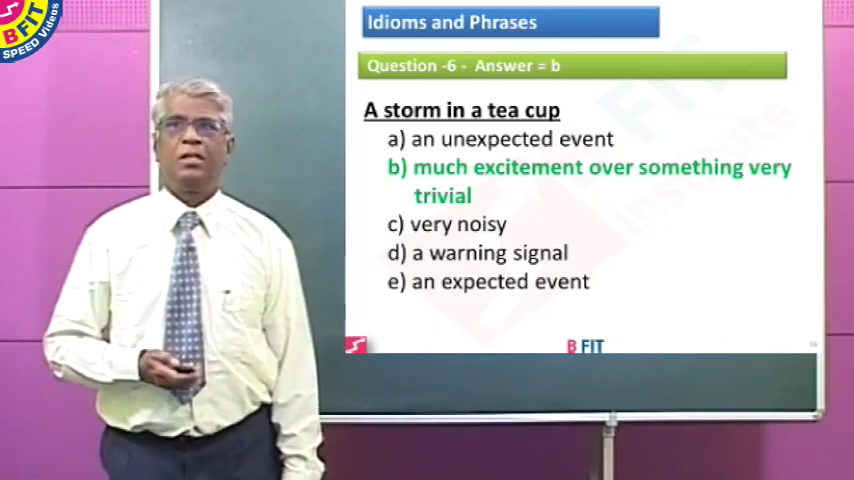 BFIT
SPEED Videos
Idioms and Phrases
Question -6 - Answer = b
A storm in a tea cup
a) an unexpected event
b) much excitement over something very
trivial
c) very noisy
d) a warning signal
e) an expected event
B FIT